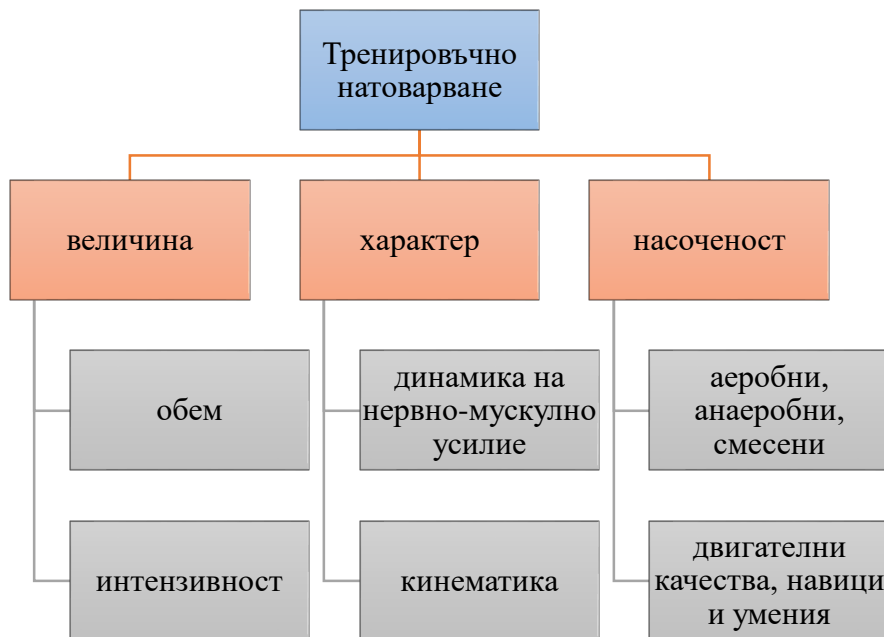 Тренировъчно
натоварване
величина
характер
насоченост
обем
динамика на
нервно-мускулно
усилие
аеробни,
анаеробни,
смесени
интензивност
кинематика
двигателни
качества, навици
и умения